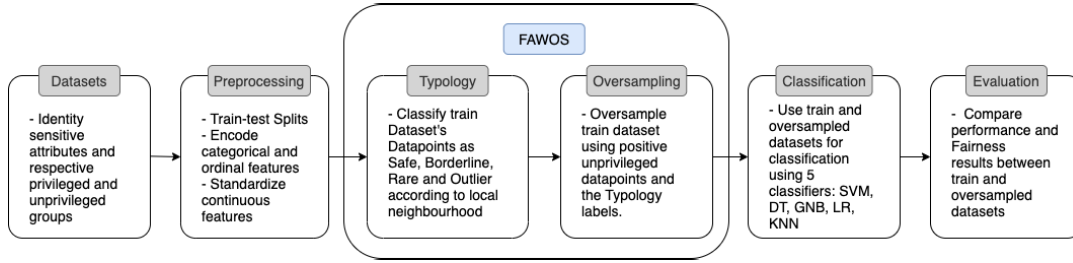 FAWOS
Datasets
- Identity
sensitive
attributes and
respective
privileged and
unprivileged
groups
Preprocessing
- Train-test Splits
- Encode
categorical and
ordinal features
- Standardize
continuous
features
Typology
- Classify train
Dataset's
Datapoints as
Safe, Borderline,
Rare and Outlier
according to local
neighbourhood
Oversampling
- Oversample
train dataset
using positive
unprivileged
datapoints and
the Typology
labels.
Classification
- Use train and
oversampled
datasets for
classification
using 5
classifiers: SVM,
DT, GNB, LR,
KNN
Evaluation
- Compare
performance and
Fairness
results between
train and
oversampled
datasets